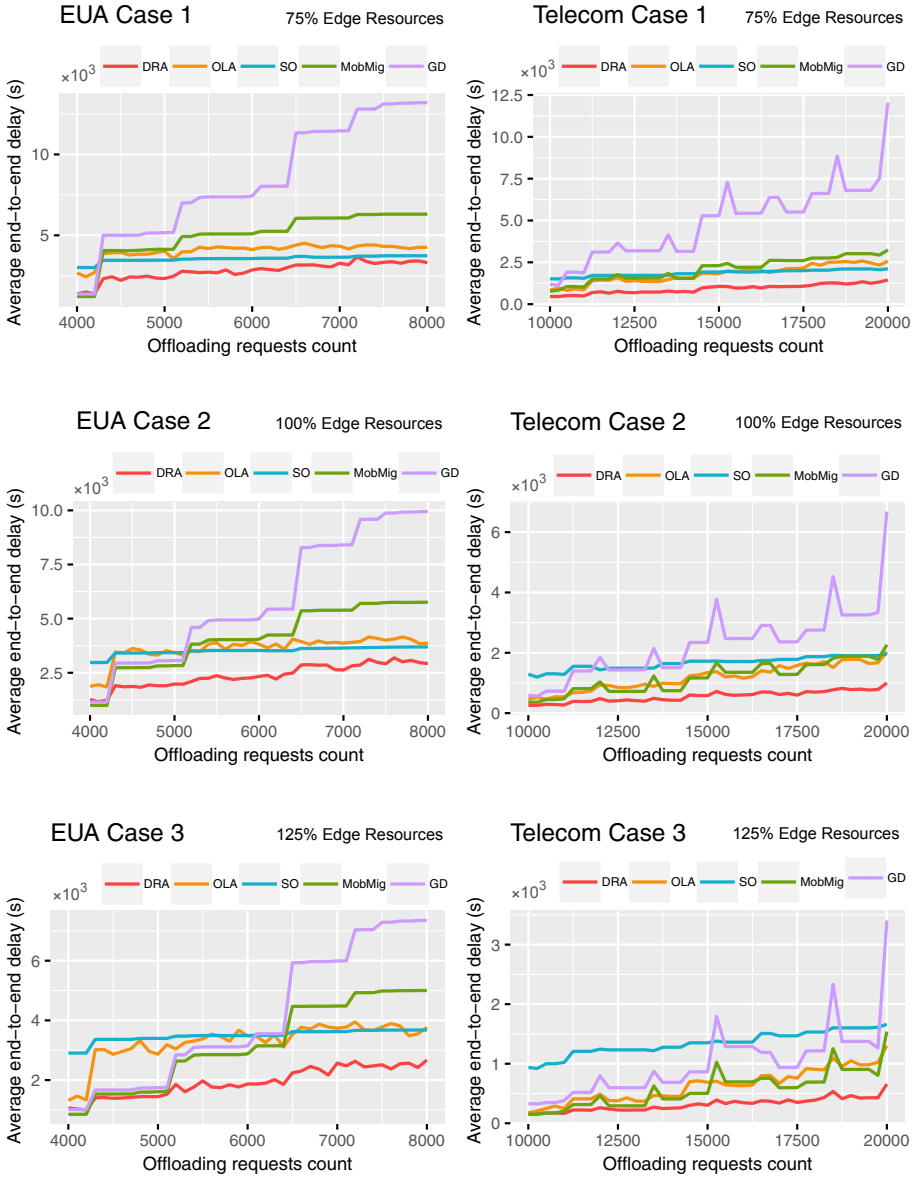 EUA Case 1 75% Edge Resources
×10³ DRA OLA SO MobMig GD
Average end−to−end delay (s)
10
5
4000 5000 6000 7000 8000
Offloading requests count
Telecom Case 1 75% Edge Resources
×10³ DRA OLA SO MobMig GD
Average end−to−end delay (s)
12.5
10.0
7.5
5.0
2.5
0.0
10000 12500 15000 17500 20000
Offloading requests count
EUA Case 2 100% Edge Resources
DRA OLA SO MobMig GD
×10³
Average end−to−end delay (s)
10.0
7.5
5.0
2.5
4000 5000 6000 7000 8000
Offloading requests count
Telecom Case 2 100% Edge Resources
DRA OLA SO MobMig GD
×10³
Average end−to−end delay (s)
6
4
2
0
10000 12500 15000 17500 20000
Offloading requests count
EUA Case 3 125% Edge Resources
DRA OLA SO MobMig GD
×10³
Average end−to−end delay (s)
6
4
2
4000 5000 6000 7000 8000
Offloading requests count
Telecom Case 3 125% Edge Resources
DRA OLA SO MobMig GD
×10³
Average end−to−end delay (s)
3
2
1
0
10000 12500 15000 17500 20000
Offloading requests count